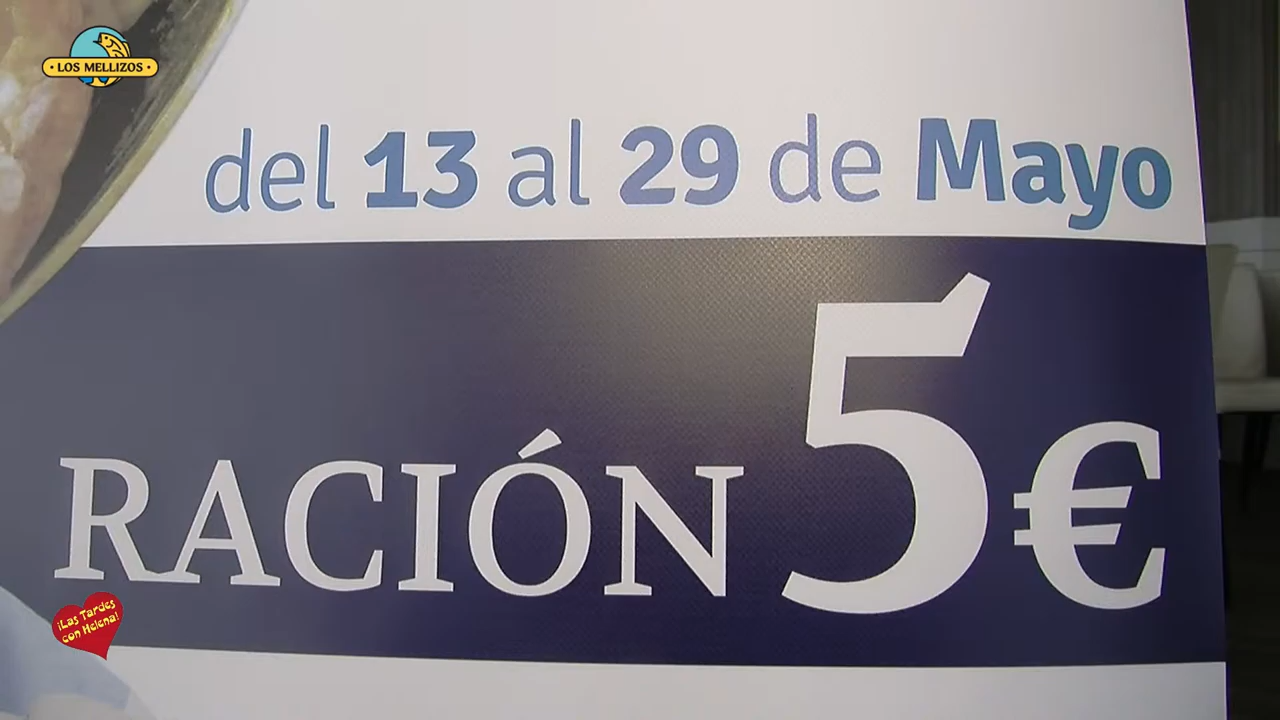 · LOS MELLIZOS ·
del 13 al 29 de Mayo
RACIÓN 5€
¡Las Tardes
con Helena!